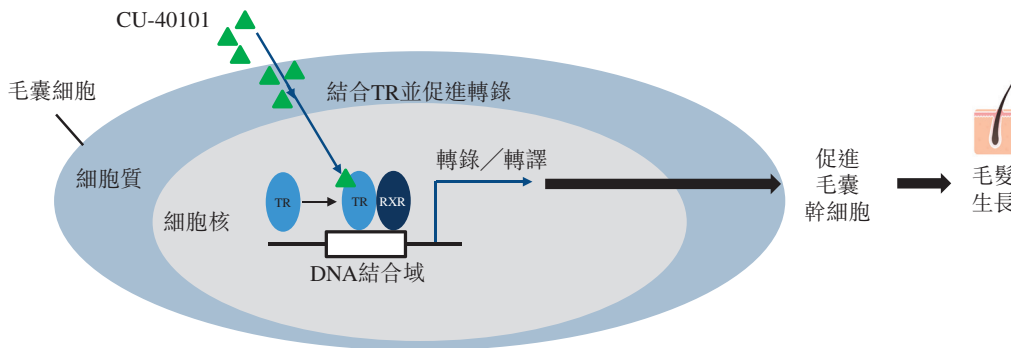 CU-40101
毛囊細胞
結合TR並促進轉錄
細胞質
細胞核
轉錄／轉譯
TR
TR
RXR
DNA結合域
促進
毛囊
幹細胞
毛髮
生長